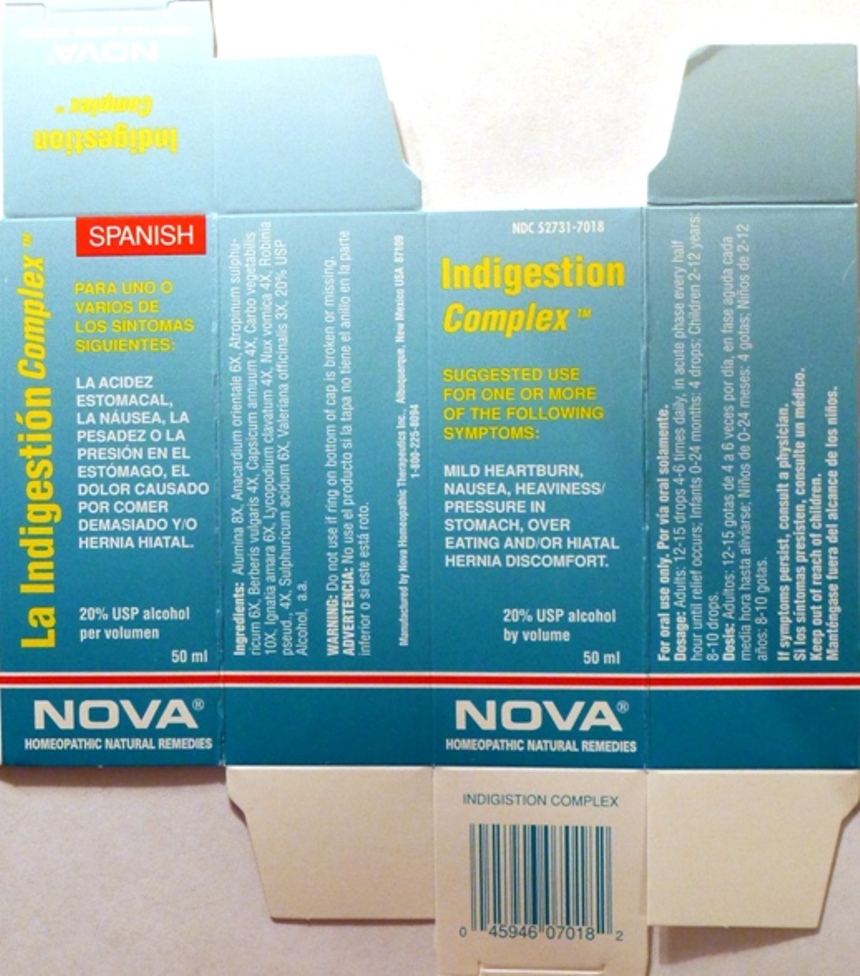 NOVA
Indigestion
Complex™
La Indigestión Complex™
SPANISH
PARA UNO O
VARIOS DE
LOS SINTOMAS
SIGUIENTES:
LA ACIDEZ
ESTOMACAL,
LA NÁUSEA, LA
PESADEZ O LA
PRESIÓN EN EL
ESTÓMAGO, EL
DOLOR CAUSADO
POR COMER
DEMASIADO Y/O
HERNIA HIATAL.
20% USP alcohol
per volumen
50 ml
NOVA®
HOMEOPATHIC NATURAL REMEDIES
Ingredients: Alumina 8X, Anacardium orientale 6X, Atropinum sulphu-
ricum 6X, Berberis vulgaris 4X, Capsicum annuum 4X, Carbo vegetabilis
10X, Ignatia amara 6X, Lycopodium clavatum 4X, Nux vomica 4X, Robinia
pseud., 4X, Sulphuricum acidum 6X, Valeriana officinalis 3X, 20% USP
Alcohol, a.a.
WARNING: Do not use if ring on bottom of cap is broken or missing.
ADVERTENCIA: No use el producto si la tapa no tiene el anillo en la parte
inferior o si este está roto.
Manufactured by Nova Homeopathic Therapeutics Inc., Albuquerque, New Mexico USA 87109
1-800-225-8094
NDC 52731-7018
Indigestion
Complex™
SUGGESTED USE
FOR ONE OR MORE
OF THE FOLLOWING
SYMPTOMS:
MILD HEARTBURN,
NAUSEA, HEAVINESS/
PRESSURE IN
STOMACH, OVER
EATING AND/OR HIATAL
HERNIA DISCOMFORT.
20% USP alcohol
by volume
50 ml
NOVA®
HOMEOPATHIC NATURAL REMEDIES
For oral use only. Por via oral solamente.
Dosage: Adults: 12-15 drops 4-6 times daily, in acute phase every half
hour until relief occurs; Infants 0-24 months: 4 drops; Children 2-12 years:
8-10 drops.
Dosis: Adultos: 12-15 gotas de 4 a 6 veces por día, en fase aguda cada
media hora hasta aliviarse; Niños de 0-24 meses: 4 gotas; Niños de 2-12
años: 8-10 gotas.
If symptoms persist, consult a physician.
Si los síntomas presisten, consulte un médico.
Keep out of reach of children.
Manténgase fuera del alcance de los niños.
INDIGISTION COMPLEX
0 45946 07018 2